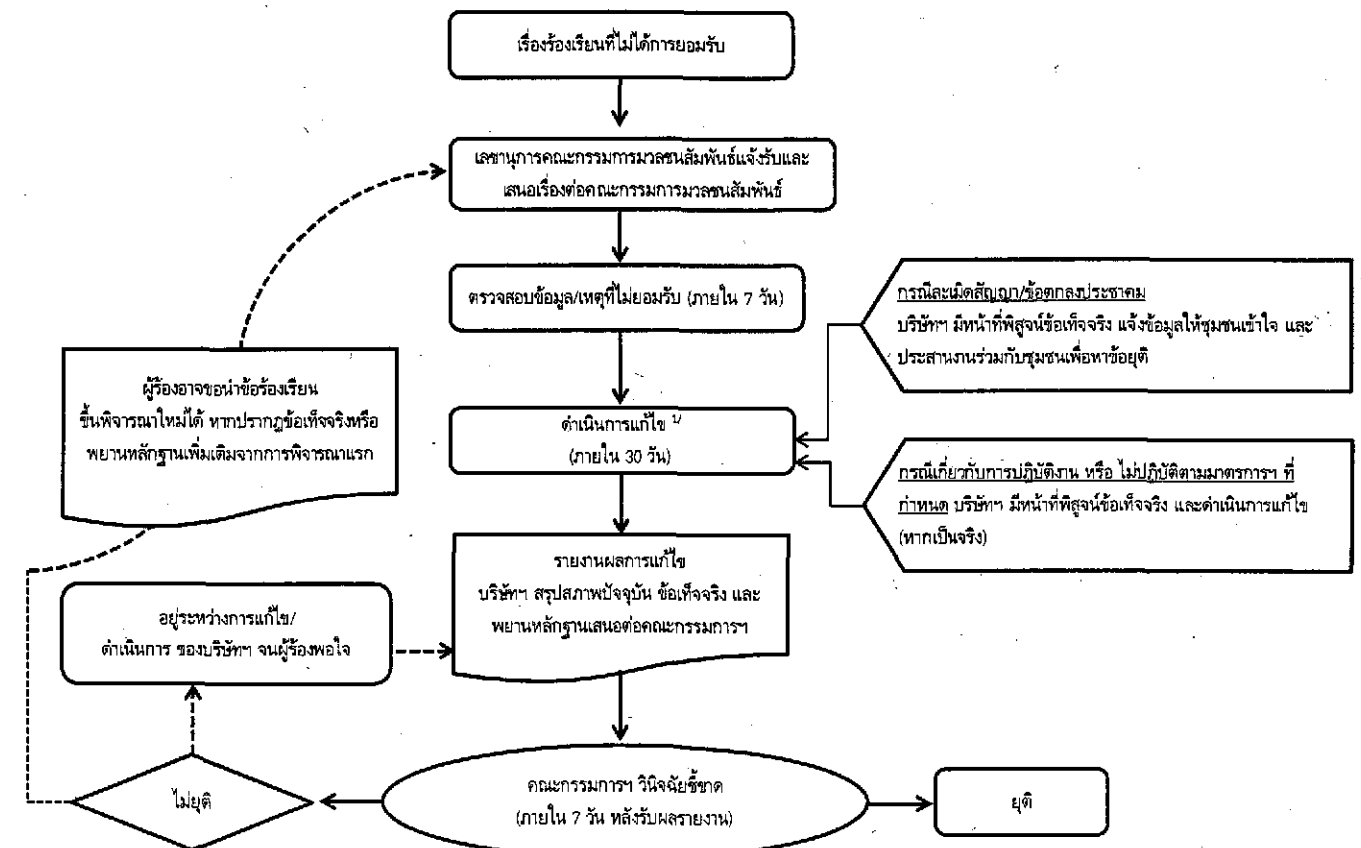 เรื่องร้องเรียนที่ไม่ได้การยอมรับ
เลขานุการคณะกรรมการมวลชนสัมพันธ์แจ้งรับและ
เสนอเรื่องต่อคณะกรรมการมวลชนสัมพันธ์
ตรวจสอบข้อมูล/เหตุที่ไม่ยอมรับ (ภายใน 7 วัน)
กรณีละเมิดสัญญา/ข้อตกลงประชาคม
บริษัทฯ มีหน้าที่พิสูจน์ข้อเท็จจริง แจ้งข้อมูลให้ชุมชนเข้าใจ และ
ประสานงานร่วมกับชุมชนเพื่อหาข้อยุติ
ผู้ร้องอาจขอนำข้อร้องเรียน
ขึ้นพิจารณาใหม่ได้ หากปรากฏข้อเท็จจริงหรือ
พยานหลักฐานเพิ่มเติมจากการพิจารณาแรก
ดำเนินการแก้ไข 1/
(ภายใน 30 วัน)
กรณีเกี่ยวกับการปฏิบัติงาน หรือ ไม่ปฏิบัติตามมาตรการฯ ที่
กำหนด บริษัทฯ มีหน้าที่พิสูจน์ข้อเท็จจริง และดำเนินการแก้ไข
(หากเป็นจริง)
รายงานผลการแก้ไข
บริษัทฯ สรุปสภาพปัจจุบัน ข้อเท็จจริง และ
พยานหลักฐานเสนอต่อคณะกรรมการฯ
อยู่ระหว่างการแก้ไข/
ดำเนินการ ของบริษัทฯ จนผู้ร้องพอใจ
ไม่ยุติ
คณะกรรมการฯ วินิจฉัยชี้ขาด
(ภายใน 7 วัน หลังรับผลรายงาน)
ยุติ